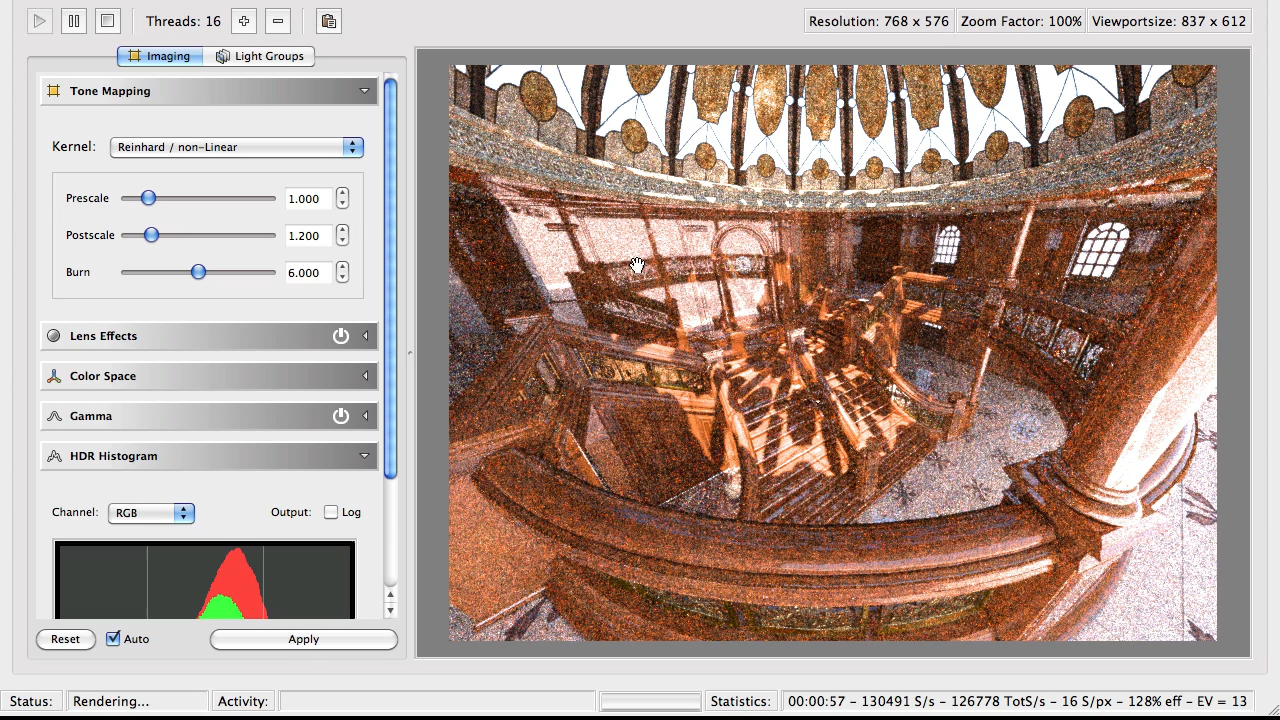 Threads: 16
Resolution: 768 x 576
Zoom Factor: 100%
Viewportsize: 837 x 612
Imaging
Light Groups
Tone Mapping
Kernel: Reinhard / non-Linear
Prescale 1.000
Postscale 1.200
Burn 6.000
Lens Effects
Color Space
Gamma
HDR Histogram
Channel: RGB Output: Log
Reset Auto Apply
Status: Rendering... Activity: Statistics: 00:00:57 - 130491 S/s - 126778 TotS/s - 16 S/px - 128% eff - EV = 13